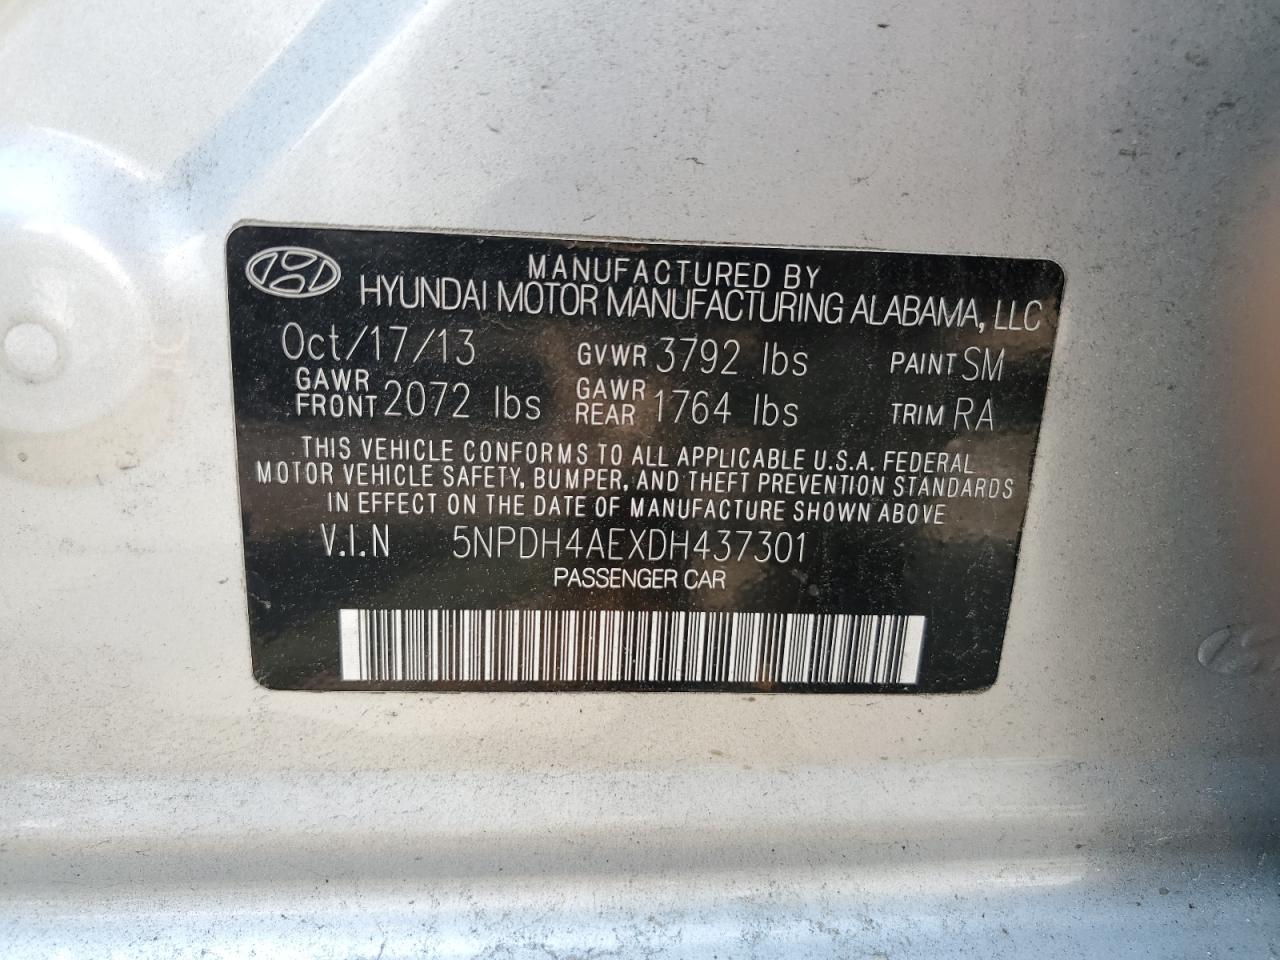 MANUFACTURED BY
HYUNDAI MOTOR MANUFACTURING ALABAMA, LLC
Oct/17/13 GVWR 3792 lbs PAINT SM
GAWR FRONT 2072 lbs GAWR REAR 1764 lbs TRIM RA
THIS VEHICLE CONFORMS TO ALL APPLICABLE U.S.A. FEDERAL
MOTOR VEHICLE SAFETY, BUMPER, AND THEFT PREVENTION STANDARDS
IN EFFECT ON THE DATE OF MANUFACTURE SHOWN ABOVE
V.I.N 5NPDH4AEXDH437301
PASSENGER CAR